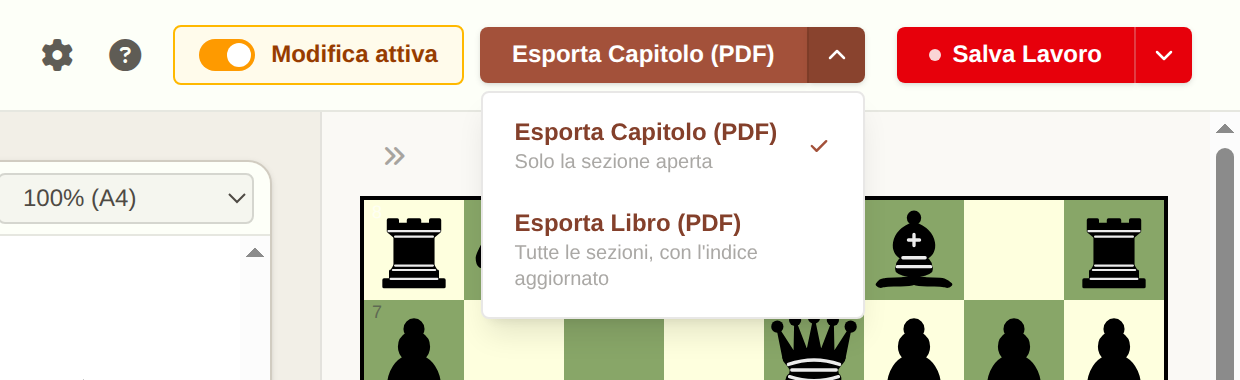 ?
Modifica attiva
Esporta Capitolo (PDF)
Salva Lavoro
Esporta Capitolo (PDF)
Solo la sezione aperta
100% (A4)
Esporta Libro (PDF)
Tutte le sezioni, con l'indice
aggiornato
7